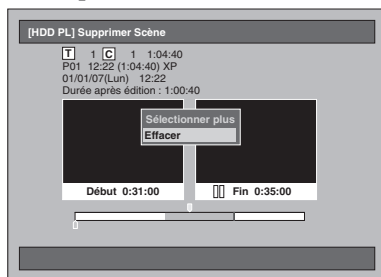 [HDD PL] Supprimer Scène
T 1 C 1 1:04:40
P01 12:22 (1:04:40) XP
01/01/07(Lun) 12:22
Durée après édition : 1:00:40
Sélectionner plus
Effacer
Début 0:31:00
Fin 0:35:00